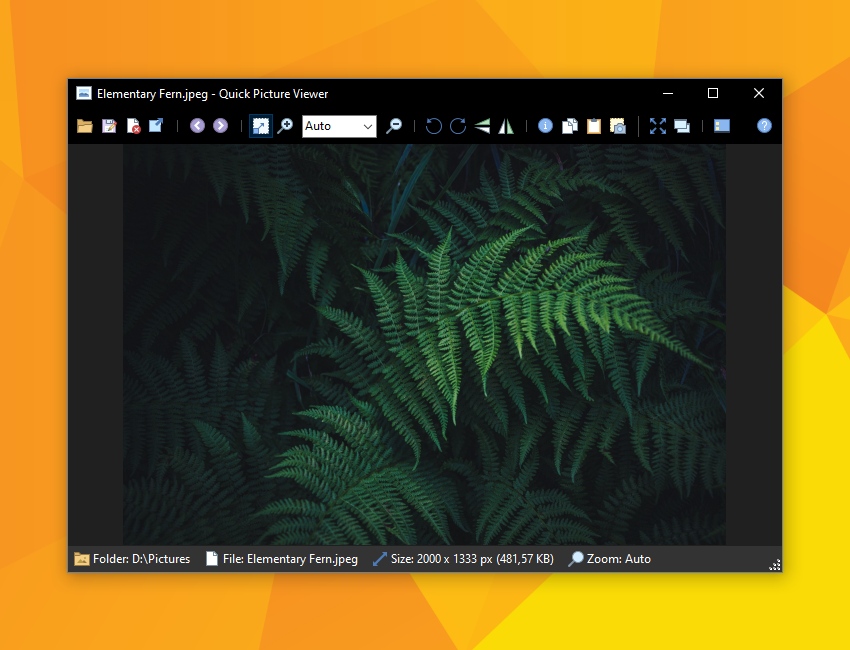 Elementary Fern.jpeg - Quick Picture Viewer
Auto
Folder: D:\Pictures File: Elementary Fern.jpeg Size: 2000 x 1333 px (481,57 KB) Zoom: Auto